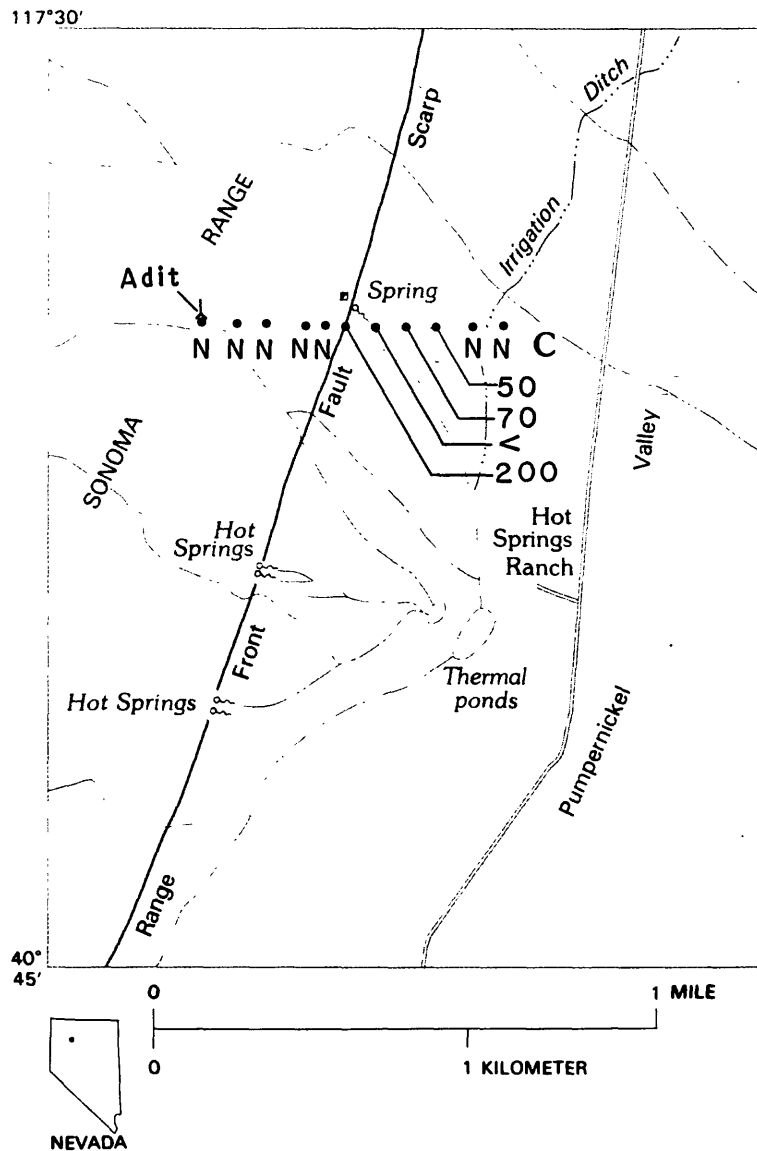 117°30'
Ditch
Scarp
RANGE
Irrigation
Adit
Spring
N N N N N N N C
50
70
<
200
Fault
Valley
SONOMA
Hot
Springs
Hot
Springs
Ranch
Front
Thermal
ponds
Hot Springs
Pumpernickel
Range
40°
45'
0 1 MILE
0 1 KILOMETER
NEVADA